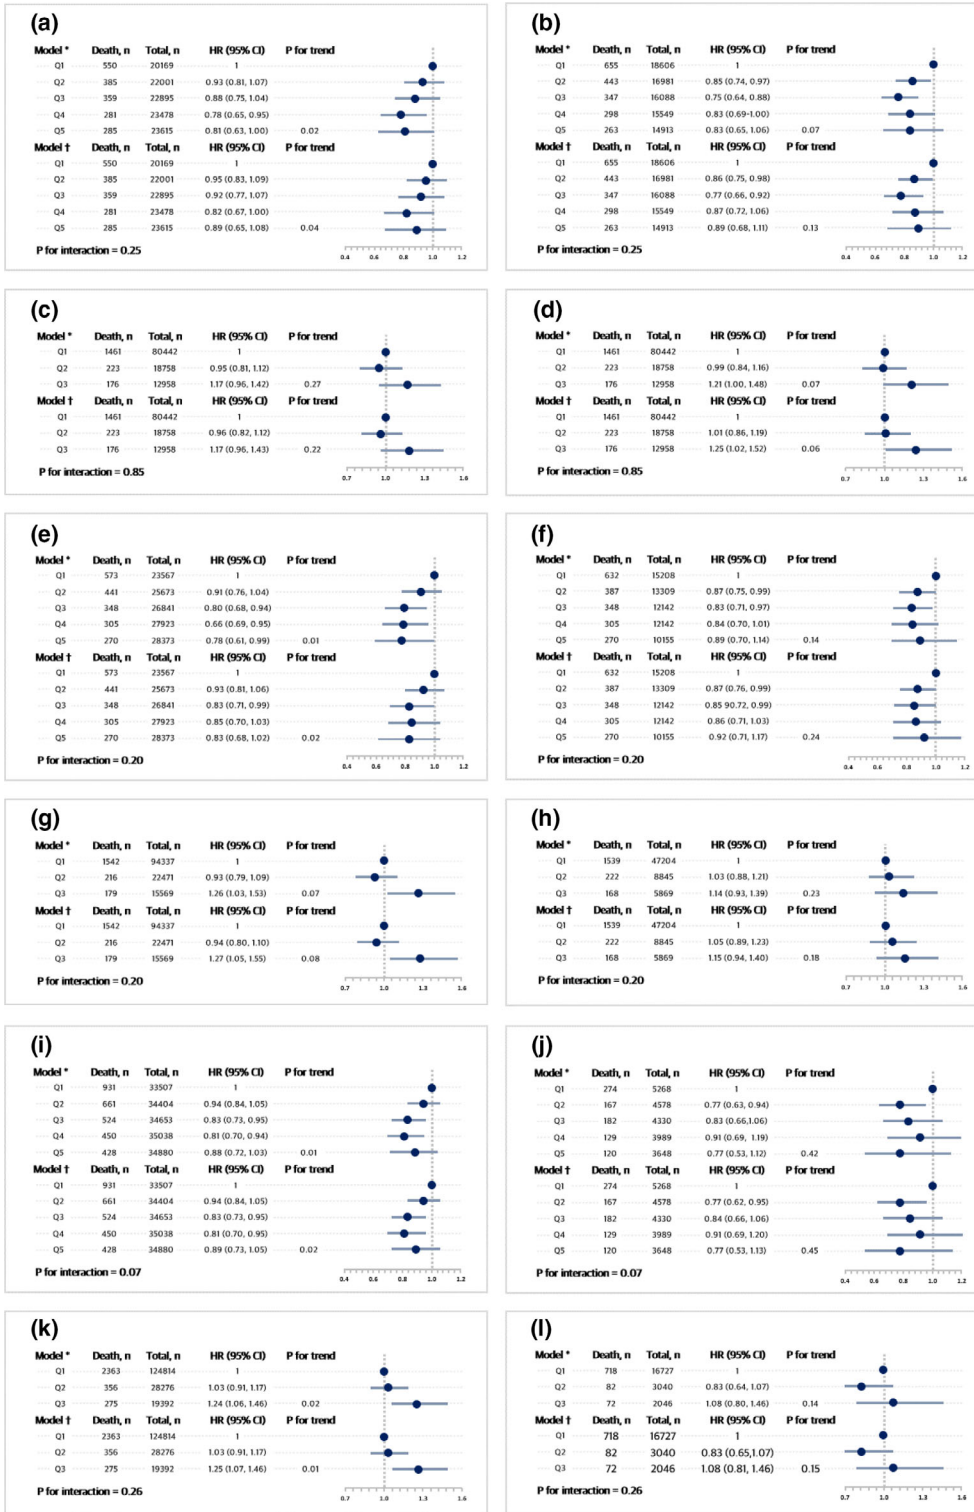 (a)
Model * Death, n Total, n HR (95% CI) P for trend
Q1 550 20169 1
Q2 385 22001 0.93 (0.81, 1.07)
Q3 359 22895 0.88 (0.75, 1.04)
Q4 281 23478 0.78 (0.65, 0.95)
Q5 285 23615 0.81 (0.63, 1.00) 0.02
Model † Death, n Total, n HR (95% CI) P for trend
Q1 550 20169 1
Q2 385 22001 0.95 (0.83, 1.09)
Q3 359 22895 0.92 (0.77, 1.07)
Q4 281 23478 0.82 (0.67, 1.00)
Q5 285 23615 0.89 (0.65, 1.08) 0.04
P for interaction = 0.25
0.4 0.6 0.8 1.0 1.2
(b)
Model * Death, n Total, n HR (95% CI) P for trend
Q1 655 18606 1
Q2 443 16981 0.85 (0.74, 0.97)
Q3 347 16088 0.75 (0.64, 0.88)
Q4 298 15549 0.83 (0.69-1.00)
Q5 263 14913 0.83 (0.65, 1.06) 0.07
Model † Death, n Total, n HR (95% CI) P for trend
Q1 655 18606 1
Q2 443 16981 0.86 (0.75, 0.98)
Q3 347 16088 0.77 (0.66, 0.92)
Q4 298 15549 0.87 (0.72, 1.06)
Q5 263 14913 0.89 (0.68, 1.11) 0.13
P for interaction = 0.25
0.4 0.6 0.8 1.0 1.2
(c)
Model * Death, n Total, n HR (95% CI) P for trend
Q1 1461 80442 1
Q2 223 18758 0.95 (0.81, 1.12)
Q3 176 12958 1.17 (0.96, 1.42) 0.27
Model † Death, n Total, n HR (95% CI) P for trend
Q1 1461 80442 1
Q2 223 18758 0.96 (0.82, 1.12)
Q3 176 12958 1.17 (0.96, 1.43) 0.22
P for interaction = 0.85
0.7 1.0 1.3 1.6
(d)
Model * Death, n Total, n HR (95% CI) P for trend
Q1 1461 80442 1
Q2 223 18758 0.99 (0.84, 1.16)
Q3 176 12958 1.21 (1.00, 1.48) 0.07
Model † Death, n Total, n HR (95% CI) P for trend
Q1 1461 80442 1
Q2 223 18758 1.01 (0.86, 1.19)
Q3 176 12958 1.25 (1.02, 1.52) 0.06
P for interaction = 0.85
0.7 1.0 1.3 1.6
(e)
Model * Death, n Total, n HR (95% CI) P for trend
Q1 573 23567 1
Q2 441 25673 0.91 (0.76, 1.04)
Q3 348 26841 0.80 (0.68, 0.94)
Q4 305 27923 0.66 (0.69, 0.95)
Q5 270 28373 0.78 (0.61, 0.99) 0.01
Model † Death, n Total, n HR (95% CI) P for trend
Q1 573 23567 1
Q2 441 25673 0.93 (0.81, 1.06)
Q3 348 26841 0.83 (0.71, 0.99)
Q4 305 27923 0.85 (0.70, 1.03)
Q5 270 28373 0.83 (0.68, 1.02) 0.02
P for interaction = 0.20
0.4 0.6 0.8 1.0 1.2
(f)
Model * Death, n Total, n HR (95% CI) P for trend
Q1 632 15208 1
Q2 387 13309 0.87 (0.75, 0.99)
Q3 348 12142 0.83 (0.71, 0.97)
Q4 305 12142 0.84 (0.70, 1.01)
Q5 270 10155 0.89 (0.70, 1.14) 0.14
Model † Death, n Total, n HR (95% CI) P for trend
Q1 632 15208 1
Q2 387 13309 0.87 (0.76, 0.99)
Q3 348 12142 0.85 90.72, 0.99)
Q4 305 12142 0.86 (0.71, 1.03)
Q5 270 10155 0.92 (0.71, 1.17) 0.24
P for interaction = 0.20
0.4 0.6 0.8 1.0 1.2
(g)
Model * Death, n Total, n HR (95% CI) P for trend
Q1 1542 94337 1
Q2 216 22471 0.93 (0.79, 1.09)
Q3 179 15569 1.26 (1.03, 1.53) 0.07
Model † Death, n Total, n HR (95% CI) P for trend
Q1 1542 94337 1
Q2 216 22471 0.94 (0.80, 1.10)
Q3 179 15569 1.27 (1.05, 1.55) 0.08
P for interaction = 0.20
0.7 1.0 1.3 1.6
(h)
Model * Death, n Total, n HR (95% CI) P for trend
Q1 1539 47204 1
Q2 222 8845 1.03 (0.88, 1.21)
Q3 168 5869 1.14 (0.93, 1.39) 0.23
Model † Death, n Total, n HR (95% CI) P for trend
Q1 1539 47204 1
Q2 222 8845 1.05 (0.89, 1.23)
Q3 168 5869 1.15 (0.94, 1.40) 0.18
P for interaction = 0.20
0.7 1.0 1.3 1.6
(i)
Model * Death, n Total, n HR (95% CI) P for trend
Q1 931 33507 1
Q2 661 34404 0.94 (0.84, 1.05)
Q3 524 34653 0.83 (0.73, 0.95)
Q4 450 35038 0.81 (0.70, 0.94)
Q5 428 34880 0.88 (0.72, 1.03) 0.01
Model † Death, n Total, n HR (95% CI) P for trend
Q1 931 33507 1
Q2 661 34404 0.94 (0.84, 1.05)
Q3 524 34653 0.83 (0.73, 0.95)
Q4 450 35038 0.81 (0.70, 0.95)
Q5 428 34880 0.89 (0.73, 1.05) 0.02
P for interaction = 0.07
0.4 0.6 0.8 1.0 1.2
(j)
Model * Death, n Total, n HR (95% CI) P for trend
Q1 274 5268 1
Q2 167 4578 0.77 (0.63, 0.94)
Q3 182 4330 0.83 (0.66,1.06)
Q4 129 3989 0.91 (0.69, 1.19)
Q5 120 3648 0.77 (0.53, 1.12) 0.42
Model † Death, n Total, n HR (95% CI) P for trend
Q1 274 5268 1
Q2 167 4578 0.77 (0.62, 0.95)
Q3 182 4330 0.84 (0.66, 1.06)
Q4 129 3989 0.91 (0.69, 1.20)
Q5 120 3648 0.77 (0.53, 1.13) 0.45
P for interaction = 0.07
0.4 0.6 0.8 1.0 1.2
(k)
Model * Death, n Total, n HR (95% CI) P for trend
Q1 2363 124814 1
Q2 356 28276 1.03 (0.91, 1.17)
Q3 275 19392 1.24 (1.06, 1.46) 0.02
Model † Death, n Total, n HR (95% CI) P for trend
Q1 2363 124814 1
Q2 356 28276 1.03 (0.91, 1.17)
Q3 275 19392 1.25 (1.07, 1.46) 0.01
P for interaction = 0.26
0.7 1.0 1.3 1.6
(l)
Model * Death, n Total, n HR (95% CI) P for trend
Q1 718 16727 1
Q2 82 3040 0.83 (0.64, 1.07)
Q3 72 2046 1.08 (0.80, 1.46) 0.14
Model † Death, n Total, n HR (95% CI) P for trend
Q1 718 16727 1
Q2 82 3040 0.83 (0.65,1.07)
Q3 72 2046 1.08 (0.81, 1.46) 0.15
P for interaction = 0.26
0.7 1.0 1.3 1.6